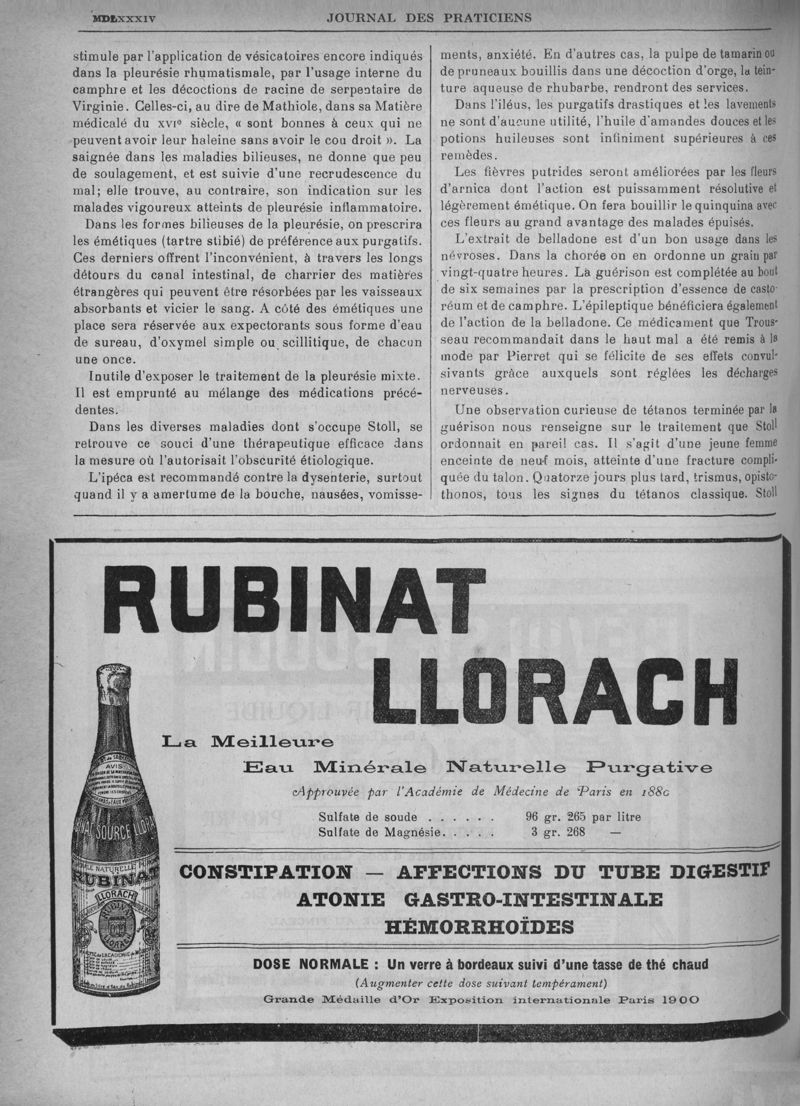 MDLXXXIV
JOURNAL DES PRATICIENS
stimule par l'application de vésicatoires encore indiqués
dans la pleurésie rhumatismale, par l'usage interne du
camphre et les décoctions de racine de serpentaire de
Virginie. Celles-ci, au dire de Mathiole, dans sa Matière
médicale du XVIe siècle, « sont bonnes à ceux qui ne
peuvent avoir leur haleine sans avoir le cou droit ». La
saignée dans les maladies bilieuses, ne donne que peu
de soulagement, et est suivie d'une recrudescence du
mal; elle trouve, au contraire, son indication sur les
malades vigoureux atteints de pleurésie inflammatoire.
Dans les formes bilieuses de la pleurésie, on prescrira
les émétiques (tartre stibié) de préférence aux purgatifs.
Ces derniers offrent l'inconvénient, à travers les longs
détours du canal intestinal, de charrier des matières
étrangères qui peuvent être résorbées par les vaisseaux
absorbants et vicier le sang. A côté des émétiques une
place sera réservée aux expectorants sous forme d'eau
de sureau, d'oxymel simple ou scillitique, de chacun
une once.
Inutile d'exposer le traitement de la pleurésie mixte.
Il est emprunté au mélange des médications précé-
dentes.
Dans les diverses maladies dont s'occupe Stoll, se
retrouve ce souci d'une thérapeutique efficace dans
la mesure où l'autorisait l'obscurité étiologique.
L'ipéca est recommandé contre la dysenterie, surtout
quand il y a amertume de la bouche, nausées, vomisse-
ments, anxiété. En d'autres cas, la pulpe de tamarin ou
de pruneaux bouillis dans une décoction d'orge, la tein-
ture aqueuse de rhubarbe, rendront des services.
Dans l'iléus, les purgatifs drastiques et les lavements
ne sont d'aucune utilité, l'huile d'amandes douces et les
potions huileuses sont infiniment supérieures à ces
remèdes.
Les fièvres putrides seront améliorées par les fleurs
d'arnica dont l'action est puissamment résolutive et
légèrement émétique. On fera bouillir le quinquina avec
ces fleurs au grand avantage des malades épuisés.
L'extrait de belladone est d'un bon usage dans les
névroses. Dans la chorée on en ordonne un grain par
vingt-quatre heures. La guérison est complétée au bout
de six semaines par la prescription d'essence de casto-
réum et de camphre. L'épileptique bénéficiera également
de l'action de la belladone. Ce médicament que Trous-
seau recommandait dans le haut mal a été remis à la
mode par Pierret qui se félicite de ses effets convul-
sivants grâce auxquels sont réglées les décharges
nerveuses.
Une observation curieuse de tétanos terminée par la
guérison nous renseigne sur le traitement que Stoll
ordonnait en pareil cas. Il s'agit d'une jeune femme
enceinte de neuf mois, atteinte d'une fracture compli-
quée du talon. Quatorze jours plus tard, trismus, opisto-
thonos, tous les signes du tétanos classique. Stoll
RUBINAT
LLORACH
La Meilleure
Eau Minérale Naturelle Purgative
Approuvée par l'Académie de Médecine de Paris en 1880
Sulfate de soude . . . . . . 96 gr. 265 par litre
Sulfate de Magnésie. . . . . 3 gr. 268 —
CONSTIPATION — AFFECTIONS DU TUBE DIGESTIF
ATONIE GASTRO-INTESTINALE
HÉMORRHOÏDES
DOSE NORMALE : Un verre à bordeaux suivi d'une tasse de thé chaud
(Augmenter cette dose suivant tempérament)
Grande Médaille d'Or Exposition internationale Paris 1900
AVIS
SOURCE LLORA
NATURELLE
RUBINAT
LLORACH